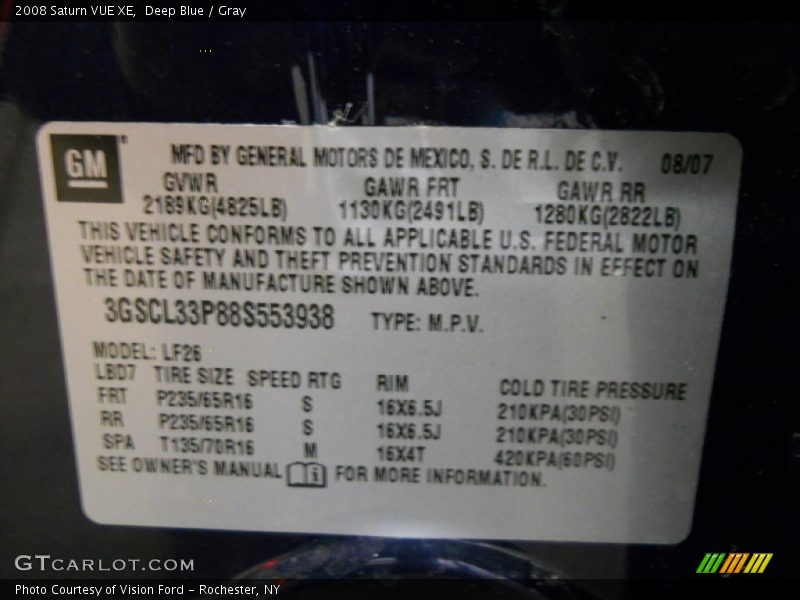 2008 Saturn VUE XE, Deep Blue / Gray
GM
MFD BY GENERAL MOTORS DE MEXICO, S. DE R.L. DE C.V. 08/07
GVWR GAWR FRT GAWR RR
2189KG(4825LB) 1130KG(2491LB) 1280KG(2822LB)
THIS VEHICLE CONFORMS TO ALL APPLICABLE U.S. FEDERAL MOTOR
VEHICLE SAFETY AND THEFT PREVENTION STANDARDS IN EFFECT ON
THE DATE OF MANUFACTURE SHOWN ABOVE.
3GSCL33P88S553938 TYPE: M.P.V.
MODEL: LF26
LBD7 TIRE SIZE SPEED RTG RIM COLD TIRE PRESSURE
FRT P235/65R16 S 16X6.5J 210KPA(30PSI)
RR P235/65R16 S 16X6.5J 210KPA(30PSI)
SPA T135/70R16 M 16X4T 420KPA(60PSI)
SEE OWNER'S MANUAL i FOR MORE INFORMATION.
GTCARLOT.COM
Photo Courtesy of Vision Ford - Rochester, NY